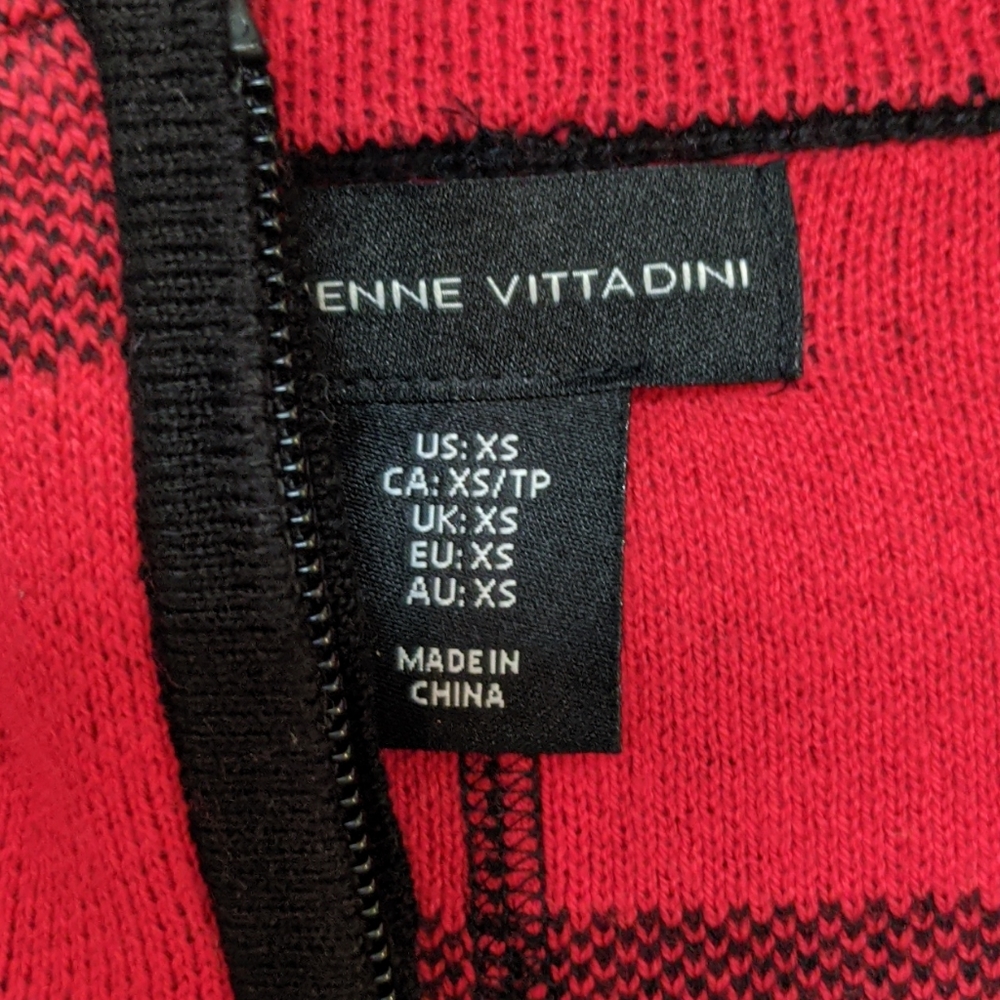 ENNE VITTADINI
US: XS
CA: XS/TP
UK: XS
EU: XS
AU: XS
MADE IN
CHINA